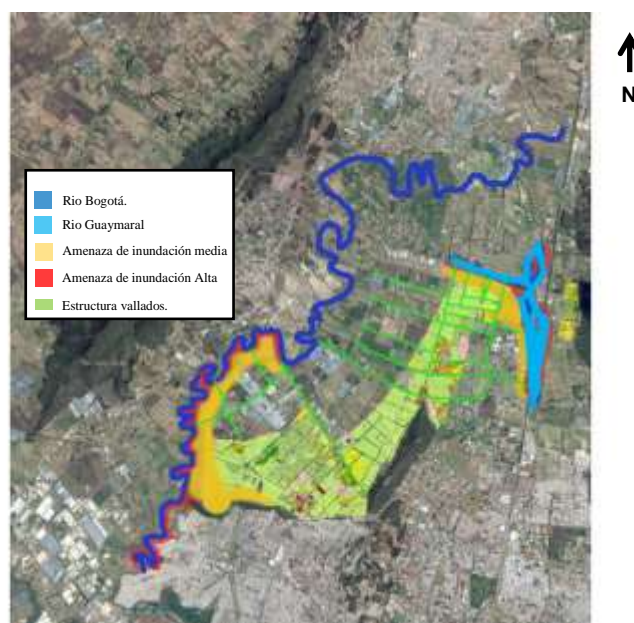 N
Rio Bogotá.
Rio Guaymaral
Amenaza de inundación media
Amenaza de inundación Alta
Estructura vallados.